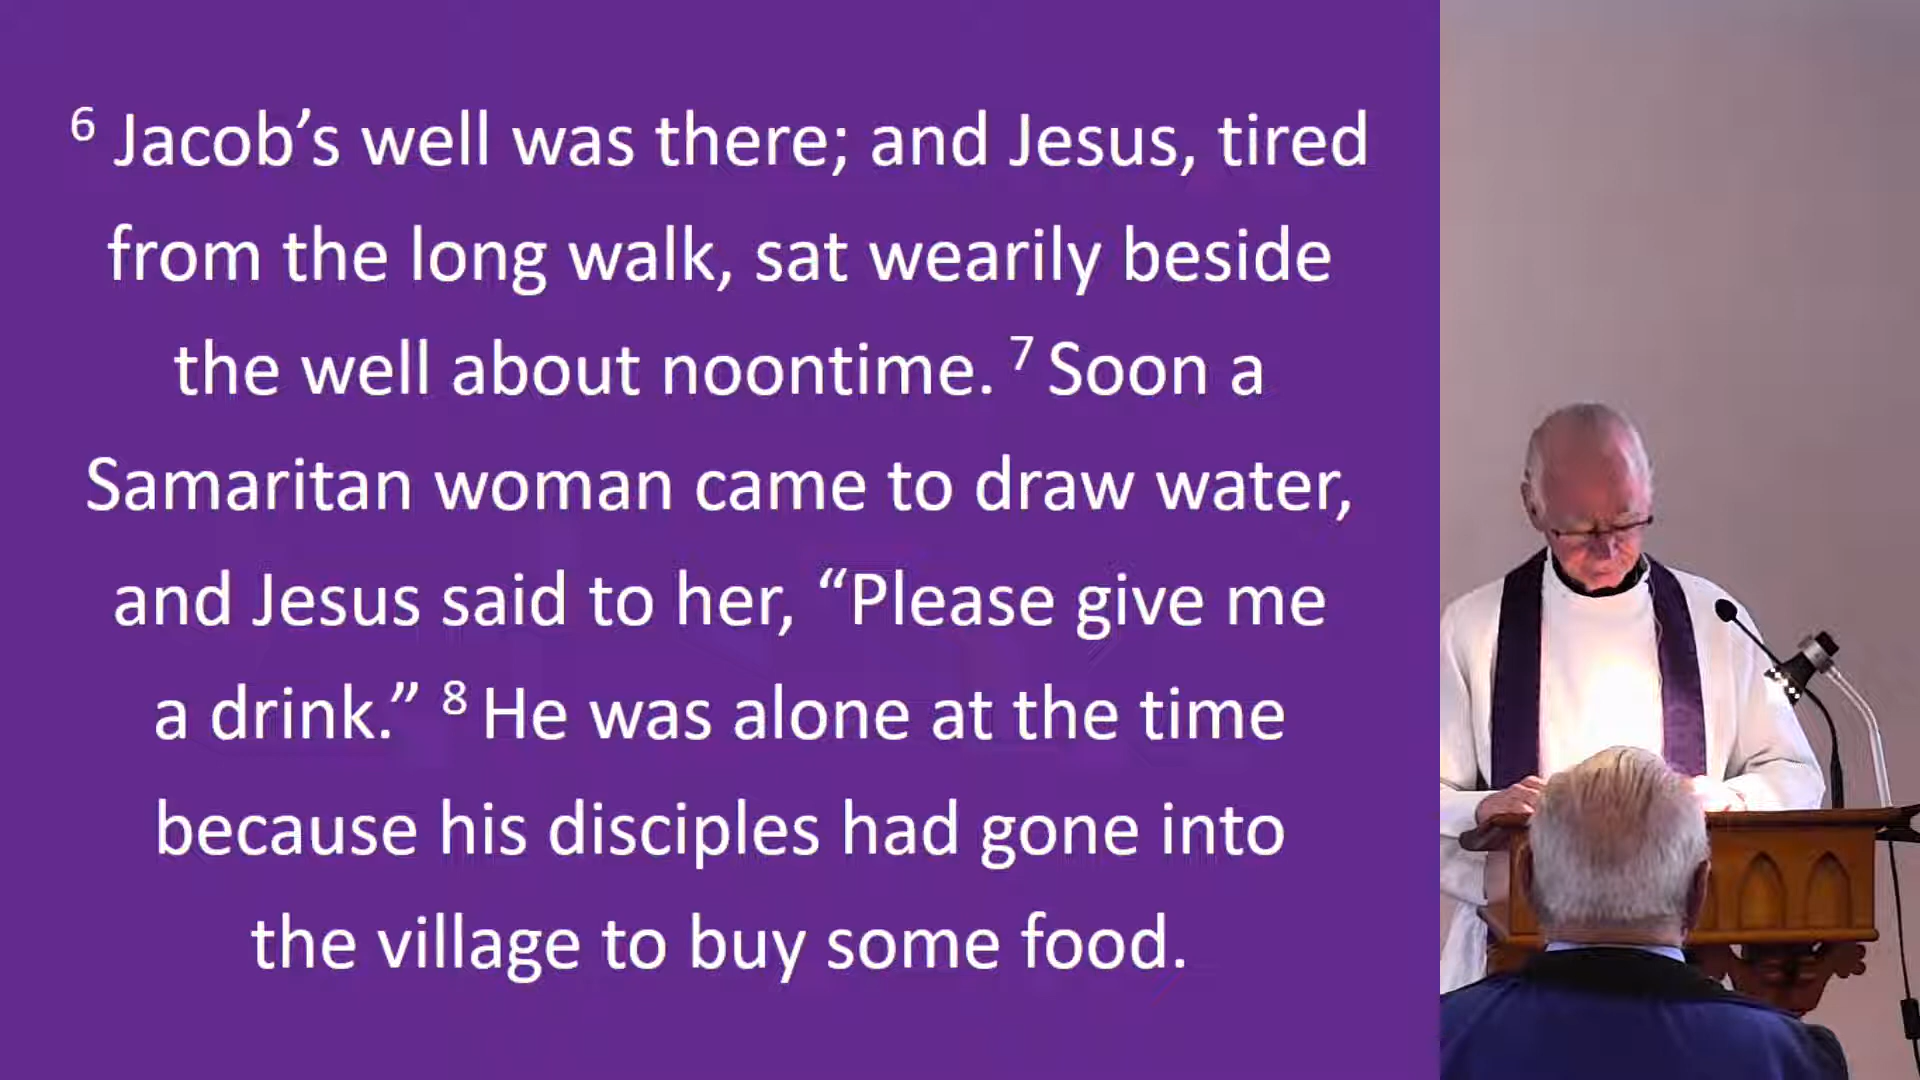 ⁶ Jacob’s well was there; and Jesus, tired
from the long walk, sat wearily beside
the well about noontime. ⁷ Soon a
Samaritan woman came to draw water,
and Jesus said to her, “Please give me
a drink.” ⁸ He was alone at the time
because his disciples had gone into
the village to buy some food.